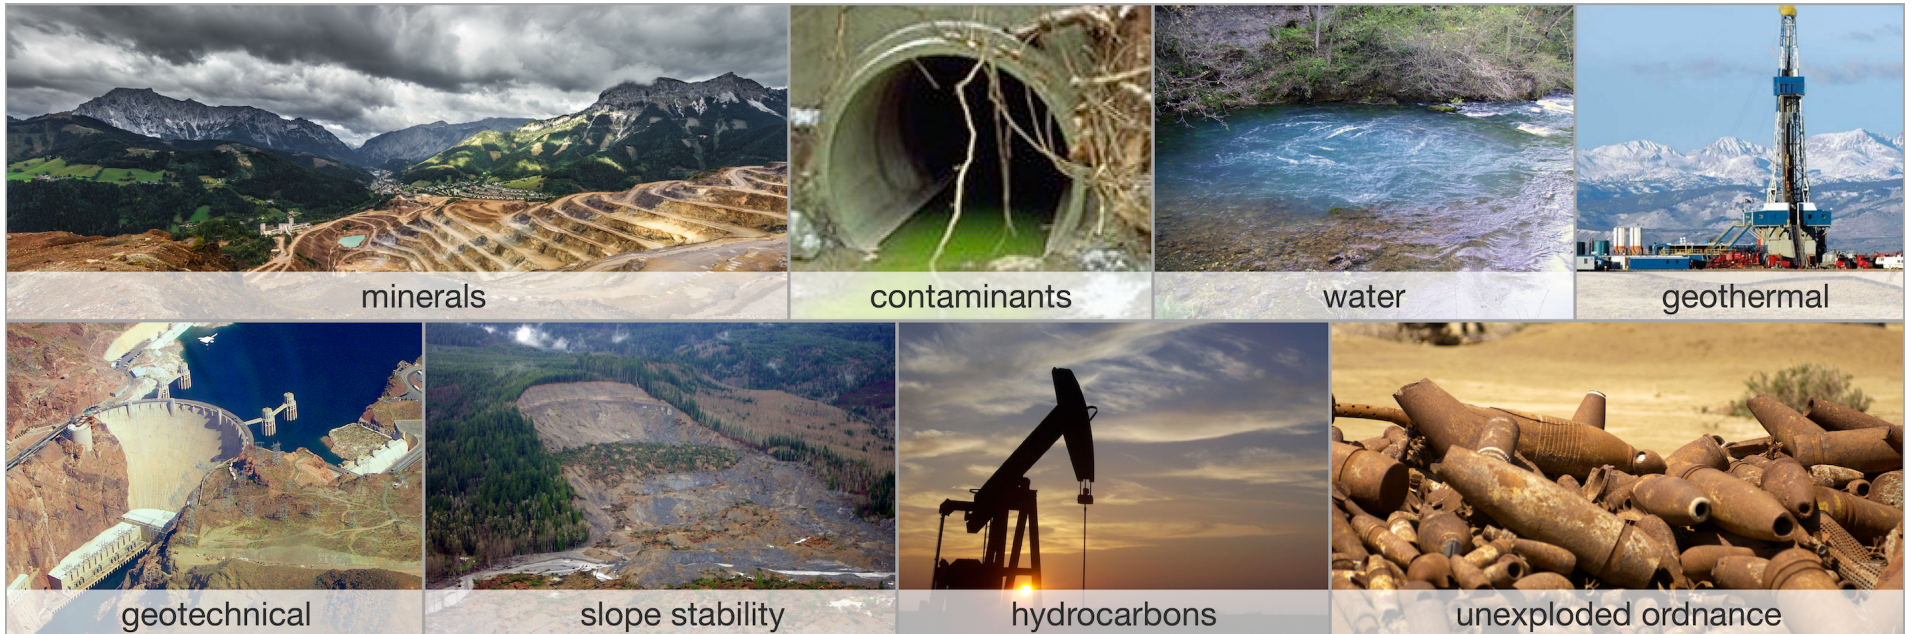 minerals
contaminants
water
geothermal
geotechnical
slope stability
hydrocarbons
unexploded ordnance